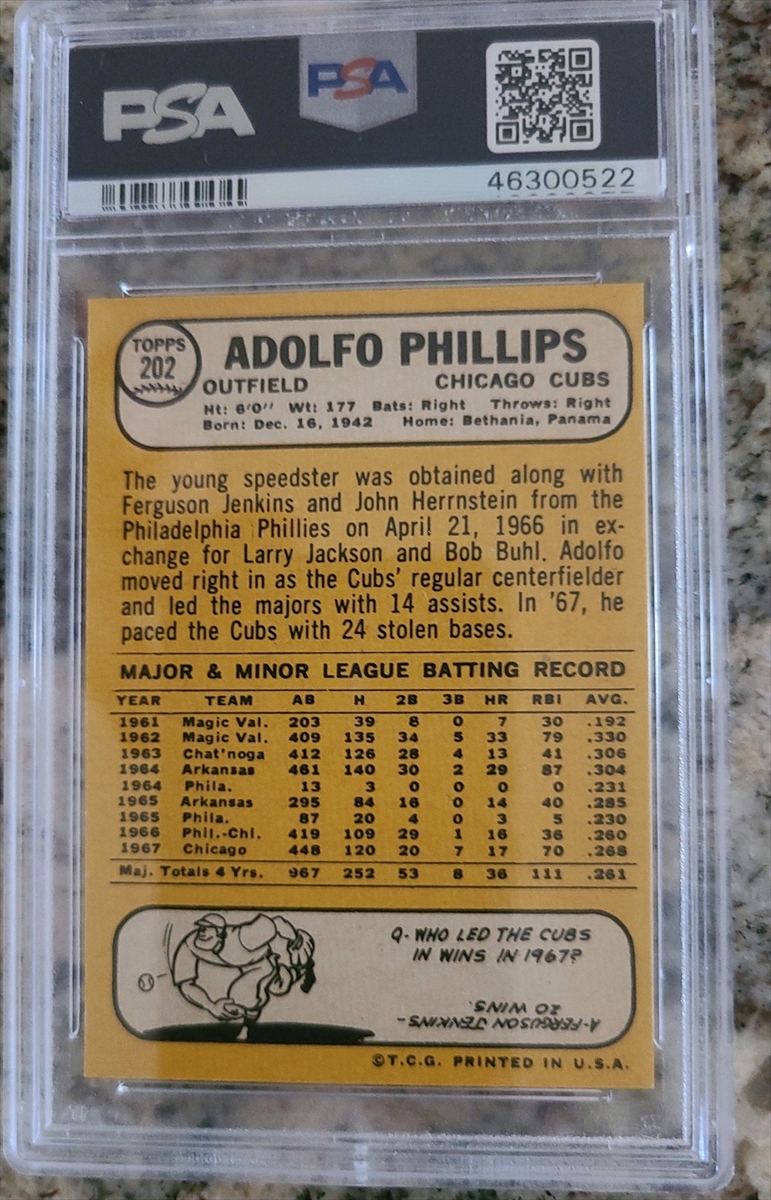 PSA PSA
46300522
TOPPS
202
ADOLFO PHILLIPS
OUTFIELD CHICAGO CUBS
Ht: 6'0" Wt: 177 Bats: Right Throws: Right
Born: Dec. 16, 1942 Home: Bethania, Panama
The young speedster was obtained along with
Ferguson Jenkins and John Herrnstein from the
Philadelphia Phillies on April 21, 1966 in ex-
change for Larry Jackson and Bob Buhl. Adolfo
moved right in as the Cubs' regular centerfielder
and led the majors with 14 assists. In '67, he
paced the Cubs with 24 stolen bases.
MAJOR & MINOR LEAGUE BATTING RECORD
YEAR TEAM AB H 2B 3B HR RBI AVG.
1961 Magic Val. 203 39 8 0 7 30 .192
1962 Magic Val. 409 135 34 5 33 79 .330
1963 Chat'noga 412 126 28 4 13 41 .306
1964 Arkansas 461 140 30 2 29 87 .304
1964 Phila. 13 3 0 0 0 0 .231
1965 Arkansas 295 84 16 0 14 40 .285
1965 Phila. 87 20 4 0 3 5 .230
1966 Phil.-Chi. 419 109 29 1 16 36 .260
1967 Chicago 448 120 20 7 17 70 .268
Maj. Totals 4 Yrs. 967 252 53 8 36 111 .261
Q- WHO LED THE CUBS
IN WINS IN 1967?
A-FERGUSON JENKINS-
20 WINS.
©T.C.G. PRINTED IN U.S.A.